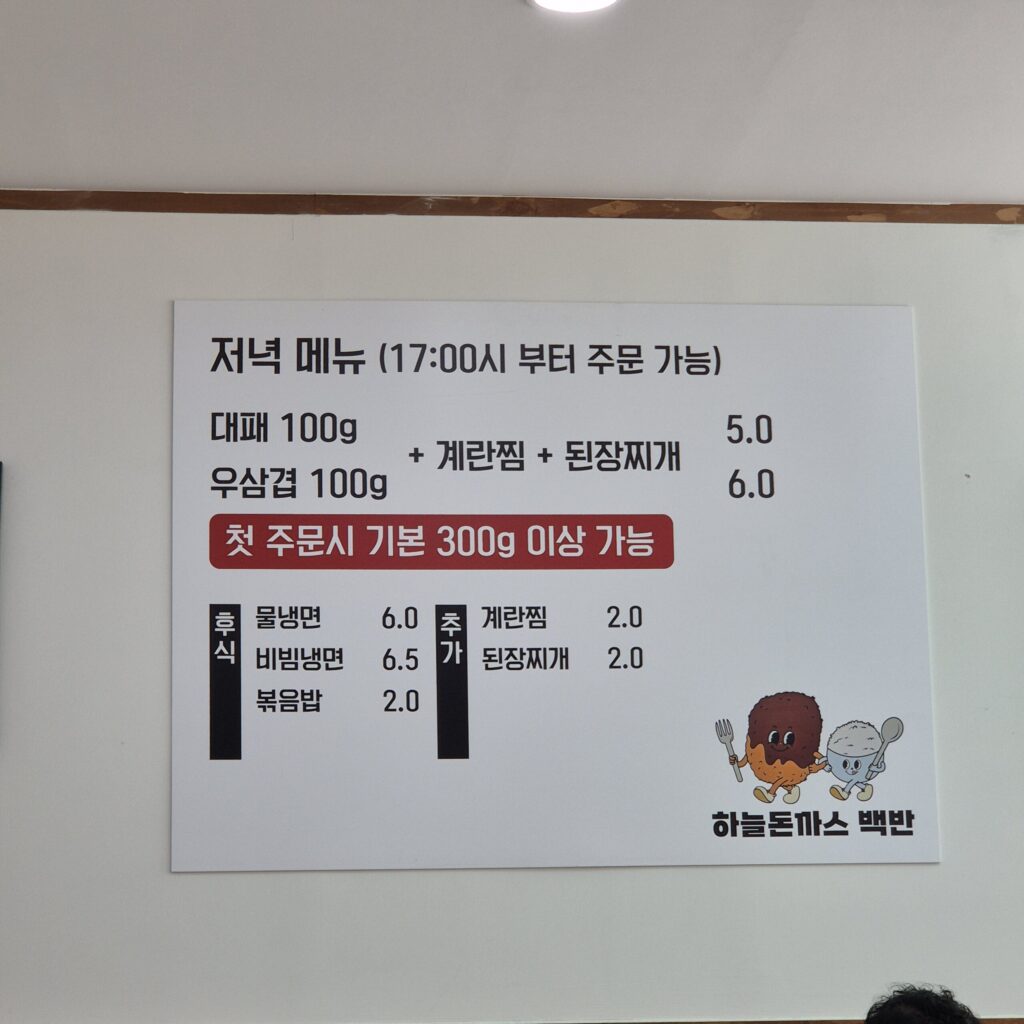 저녁 메뉴 (17:00시 부터 주문 가능)
대패 100g 5.0
+ 계란찜 + 된장찌개
우삼겹 100g 6.0
첫 주문시 기본 300g 이상 가능
후식
물냉면 6.0
비빔냉면 6.5
볶음밥 2.0
추가
계란찜 2.0
된장찌개 2.0
하늘돈까스 백반